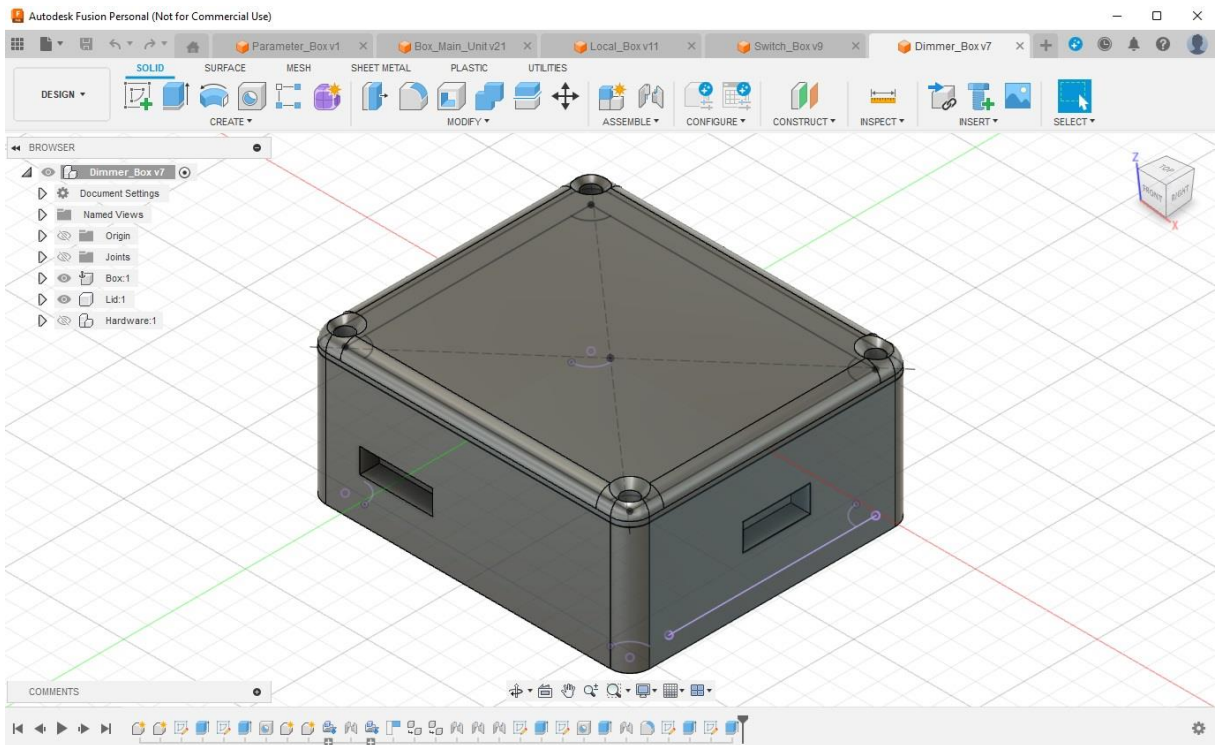 Autodesk Fusion Personal (Not for Commercial Use)
Parameter_Box v1
Box_Main_Unit v21
Local_Box v11
Switch_Box v9
Dimmer_Box v7
SOLID SURFACE MESH SHEET METAL PLASTIC UTILITIES
DESIGN
CREATE MODIFY ASSEMBLE CONFIGURE CONSTRUCT INSPECT INSERT SELECT
BROWSER
Dimmer_Box v7
Document Settings
Named Views
Origin
Joints
Box:1
Lid:1
Hardware:1
Z
TOP
FRONT RIGHT
X
COMMENTS